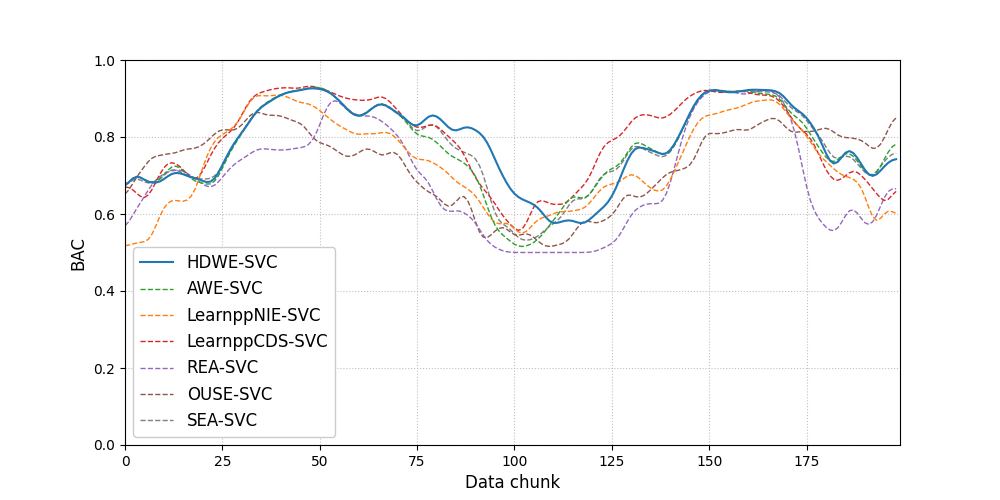 1.0
0.8
0.6
0.4
0.2
0.0
BAC
HDWE-SVC
AWE-SVC
LearnppNIE-SVC
LearnppCDS-SVC
REA-SVC
OUSE-SVC
SEA-SVC
0 25 50 75 100 125 150 175
Data chunk